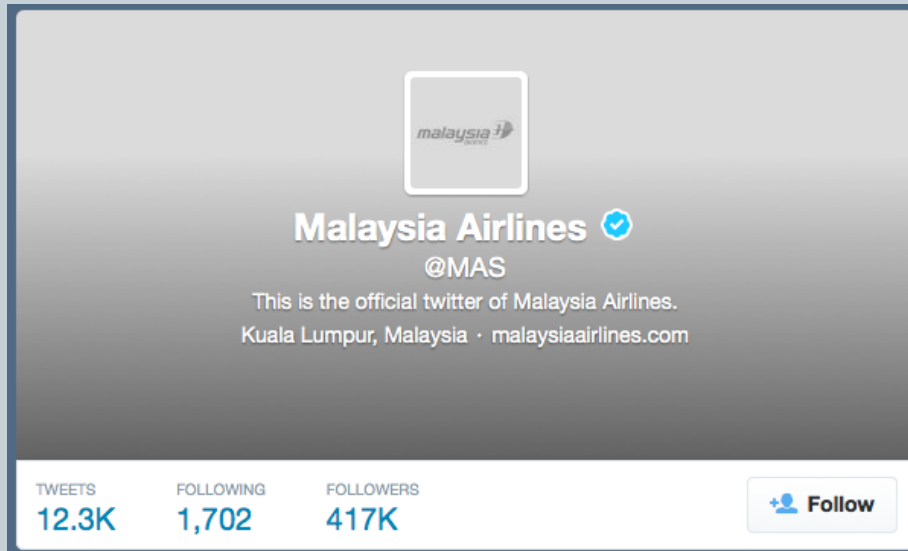 malaysia
airlines
Malaysia Airlines
@MAS
This is the official twitter of Malaysia Airlines.
Kuala Lumpur, Malaysia · malaysiaairlines.com
TWEETS FOLLOWING FOLLOWERS
12.3K 1,702 417K
Follow